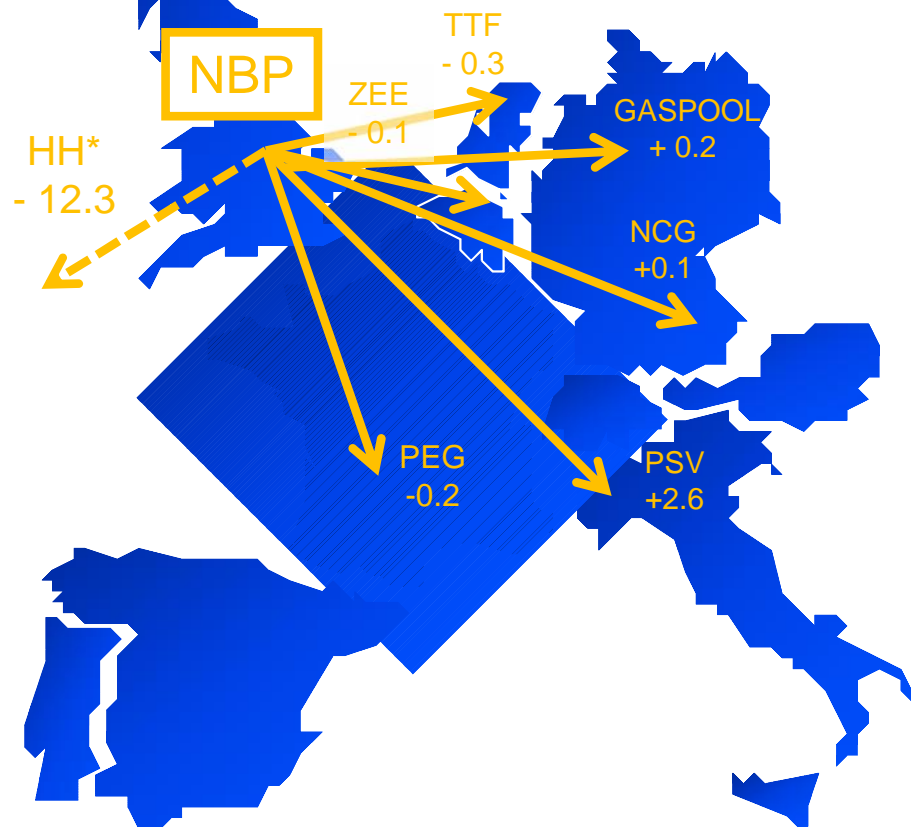 TTF
- 0.3
NBP
ZEE
- 0.1
GASPOOL
+ 0.2
HH*
- 12.3
NCG
+0.1
PEG
-0.2
PSV
+2.6